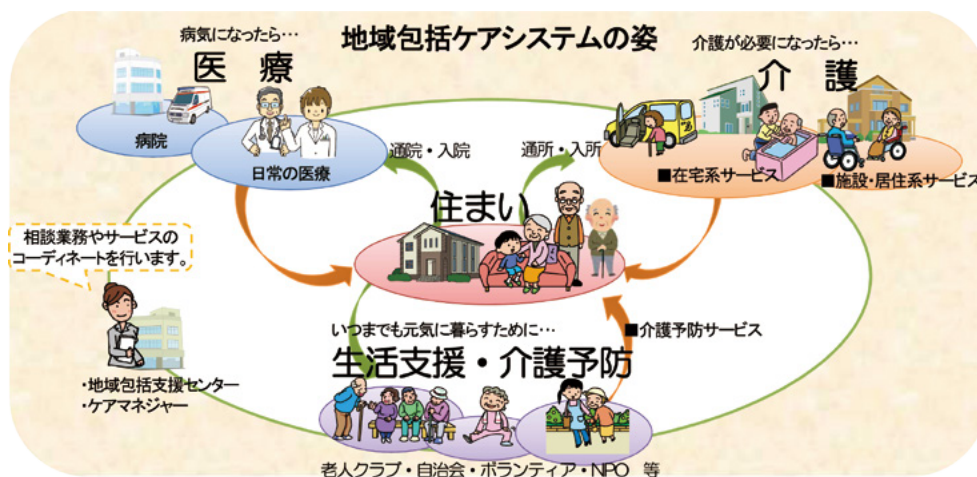 地域包括ケアシステムの姿
病気になったら…
医 療
病院
日常の医療
介護が必要になったら…
介 護
■在宅系サービス
■施設・居住系サービス
通院・入院
通所・入所
住まい
相談業務やサービスの
コーディネートを行います。
・地域包括支援センター
・ケアマネジャー
いつまでも元気に暮らすために…
生活支援・介護予防
■介護予防サービス
老人クラブ・自治会・ボランティア・NPO 等